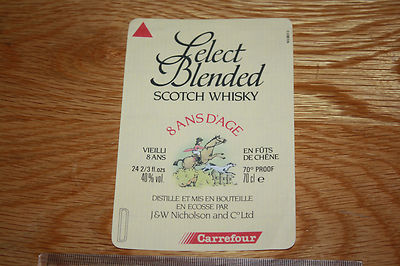 Select
Blended
SCOTCH WHISKY
8 ANS D'AGE
VIEILLI
8 ANS
EN FÛTS
DE CHÊNE
24 2/3 fl.ozs
40% vol.
70° PROOF
70 cl e
DISTILLE ET MIS EN BOUTEILLE
EN ECOSSE PAR
J&W Nicholson and Cº Ltd
Carrefour